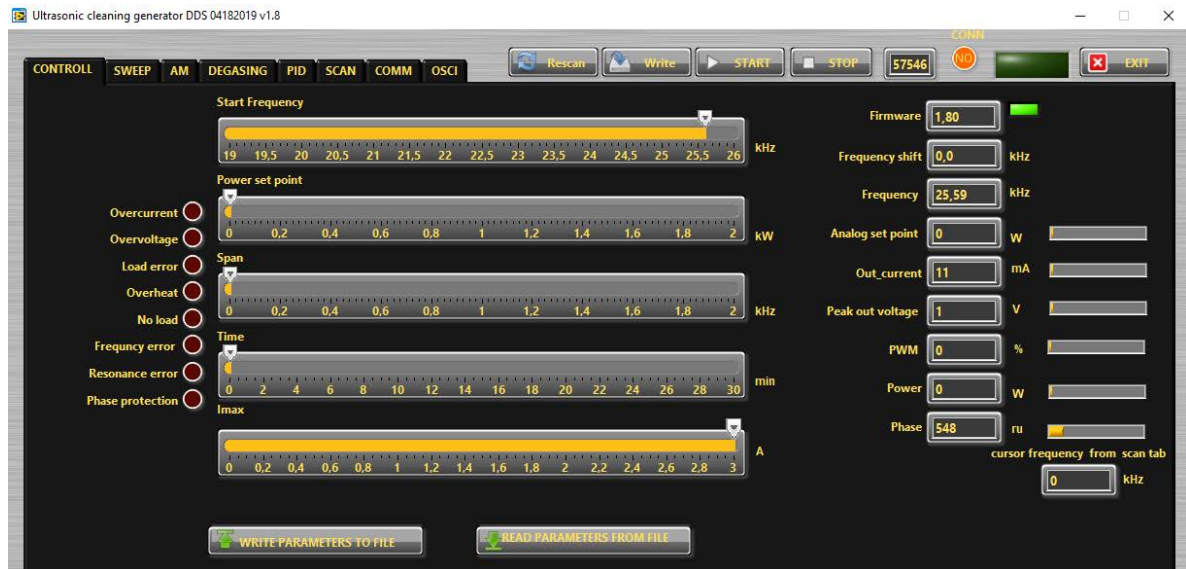 Ultrasonic cleaning generator DDS 04182019 v1.8
CONN
CONTROLL SWEEP AM DEGASING PID SCAN COMM OSCI Rescan Write START STOP 57546 NO EXIT
Start Frequency
19 19,5 20 20,5 21 21,5 22 22,5 23 23,5 24 24,5 25 25,5 26 kHz
Power set point
0 0,2 0,4 0,6 0,8 1 1,2 1,4 1,6 1,8 2 kW
Span
0 0,2 0,4 0,6 0,8 1 1,2 1,4 1,6 1,8 2 kHz
Time
0 2 4 6 8 10 12 14 16 18 20 22 24 26 28 30 min
Imax
0 0,2 0,4 0,6 0,8 1 1,2 1,4 1,6 1,8 2 2,2 2,4 2,6 2,8 3 A
Overcurrent
Overvoltage
Load error
Overheat
No load
Frequncy error
Resonance error
Phase protection
Firmware 1,80
Frequency shift 0,0 kHz
Frequency 25,59 kHz
Analog set point 0 W
Out_current 11 mA
Peak out voltage 1 V
PWM 0 %
Power 0 W
Phase 548 ru
cursor frequency from scan tab
0 kHz
WRITE PARAMETERS TO FILE READ PARAMETERS FROM FILE